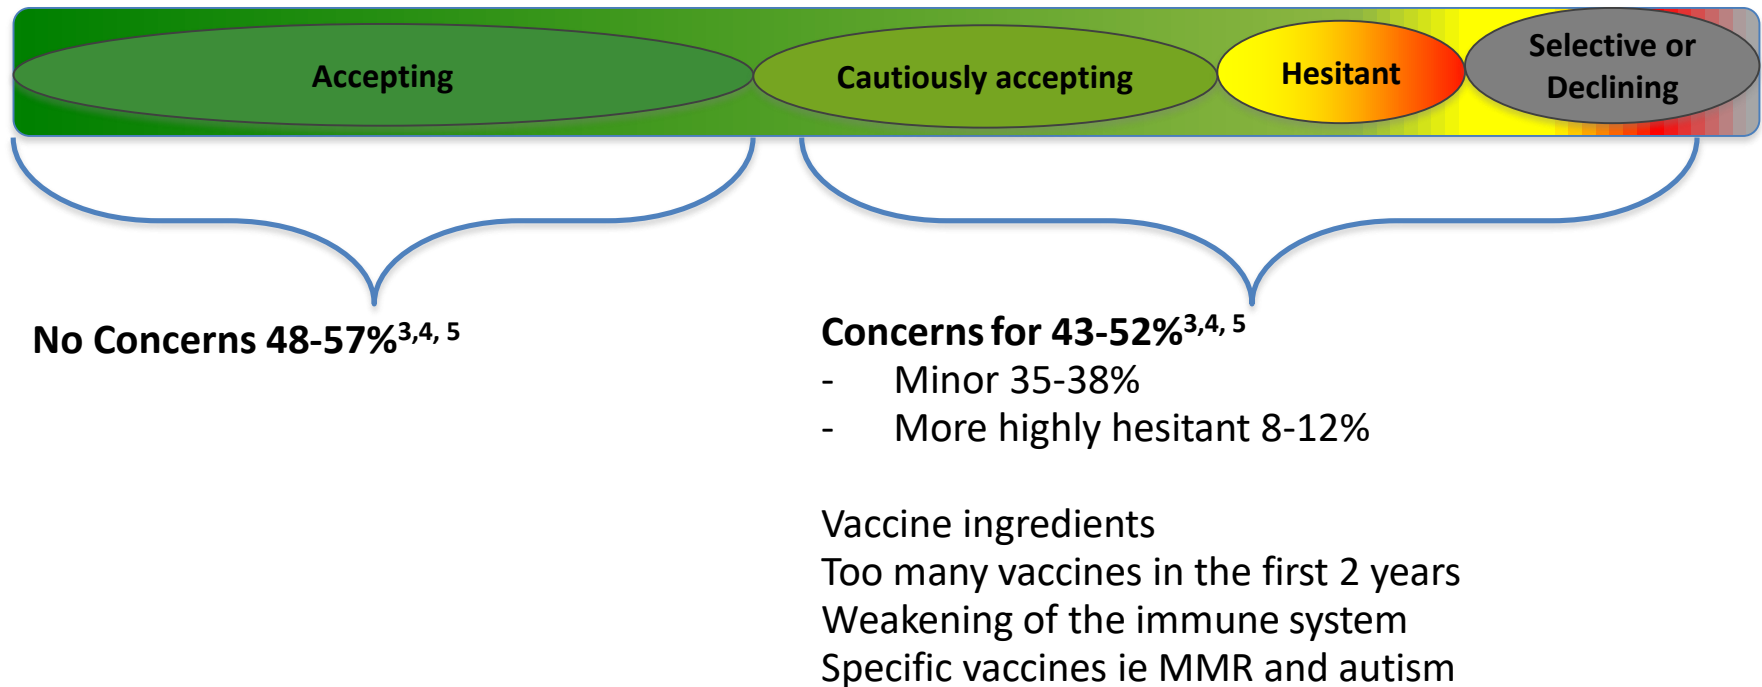 Accepting
Cautiously accepting
Hesitant
Selective or
Declining
No Concerns 48-57%3,4, 5
Concerns for 43-52%3,4, 5
- Minor 35-38%
- More highly hesitant 8-12%
Vaccine ingredients
Too many vaccines in the first 2 years
Weakening of the immune system
Specific vaccines ie MMR and autism